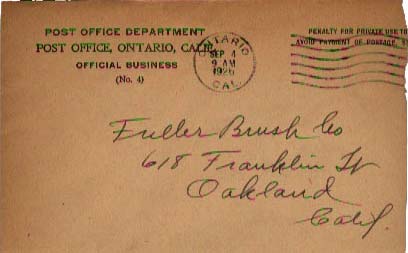 POST OFFICE DEPARTMENT
POST OFFICE, ONTARIO, CALIF.
OFFICIAL BUSINESS
(No. 4)
ONTARIO
SEP 4
9 AM
1926
CAL.
PENALTY FOR PRIVATE USE TO
AVOID PAYMENT OF POSTAGE, $
Fuller Brush Co
618 Franklin St
Oakland
Calif.